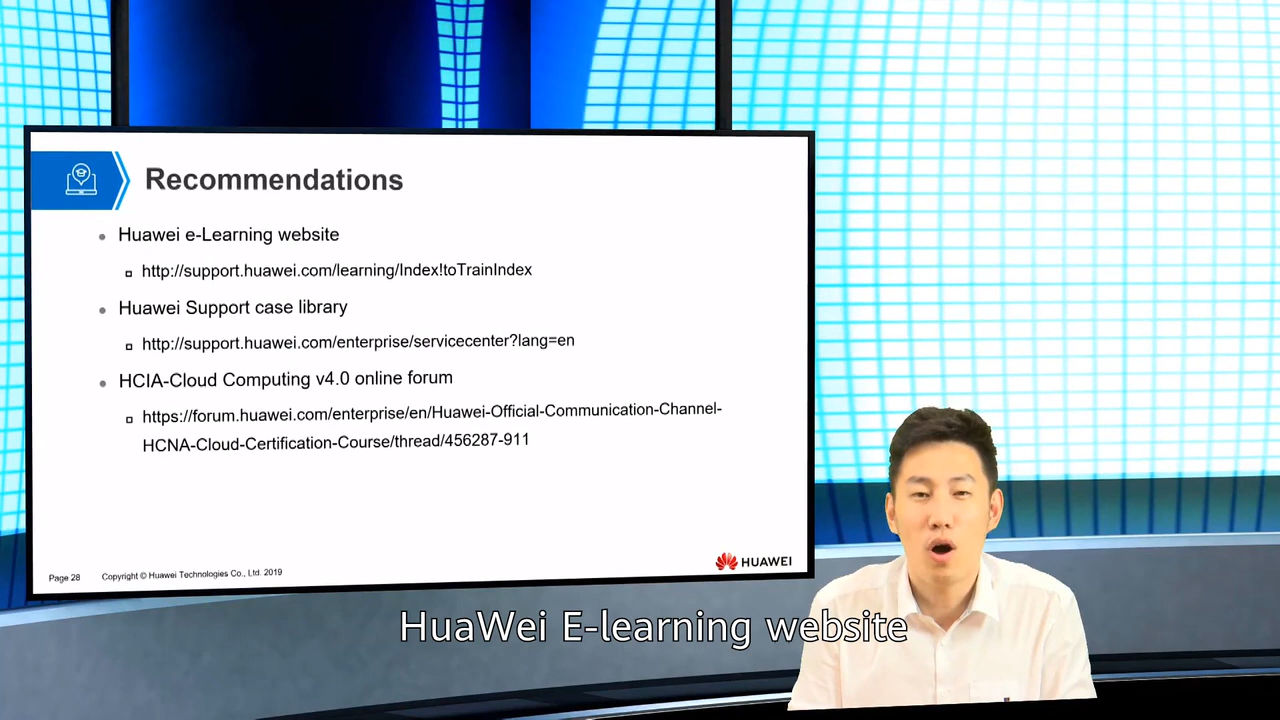 Recommendations
Huawei e-Learning website
http://support.huawei.com/learning/Index!toTrainIndex
Huawei Support case library
http://support.huawei.com/enterprise/servicecenter?lang=en
HCIA-Cloud Computing v4.0 online forum
https://forum.huawei.com/enterprise/en/Huawei-Official-Communication-Channel-
HCNA-Cloud-Certification-Course/thread/456287-911
Page 28 Copyright © Huawei Technologies Co., Ltd. 2019
HUAWEI
HuaWei E-learning website